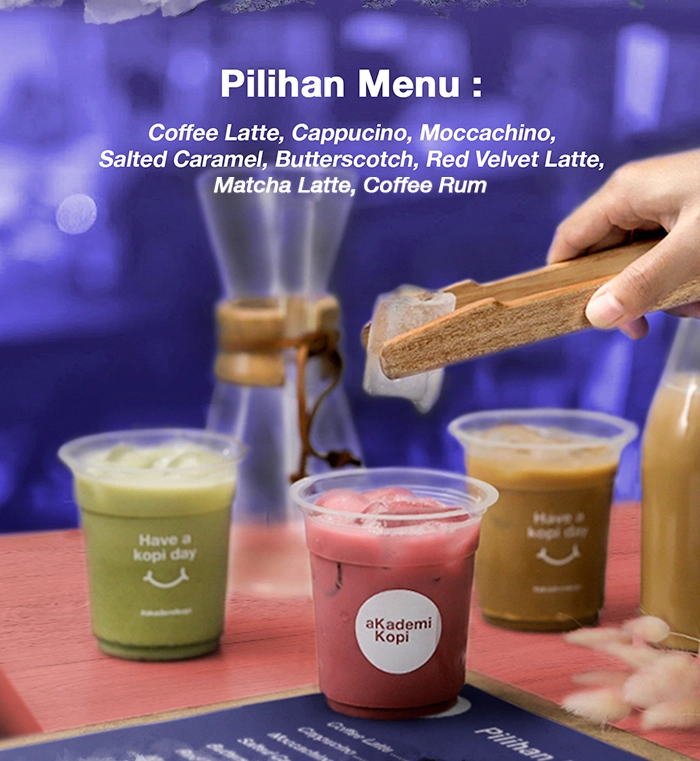 Pilihan Menu :
Coffee Latte, Cappucino, Moccachino,
Salted Caramel, Butterscotch, Red Velvet Latte,
Matcha Latte, Coffee Rum
Have a
kopi day
Have a
kopi day
aKademi
Kopi
Pilihan
Coffee Latte
Cappucino